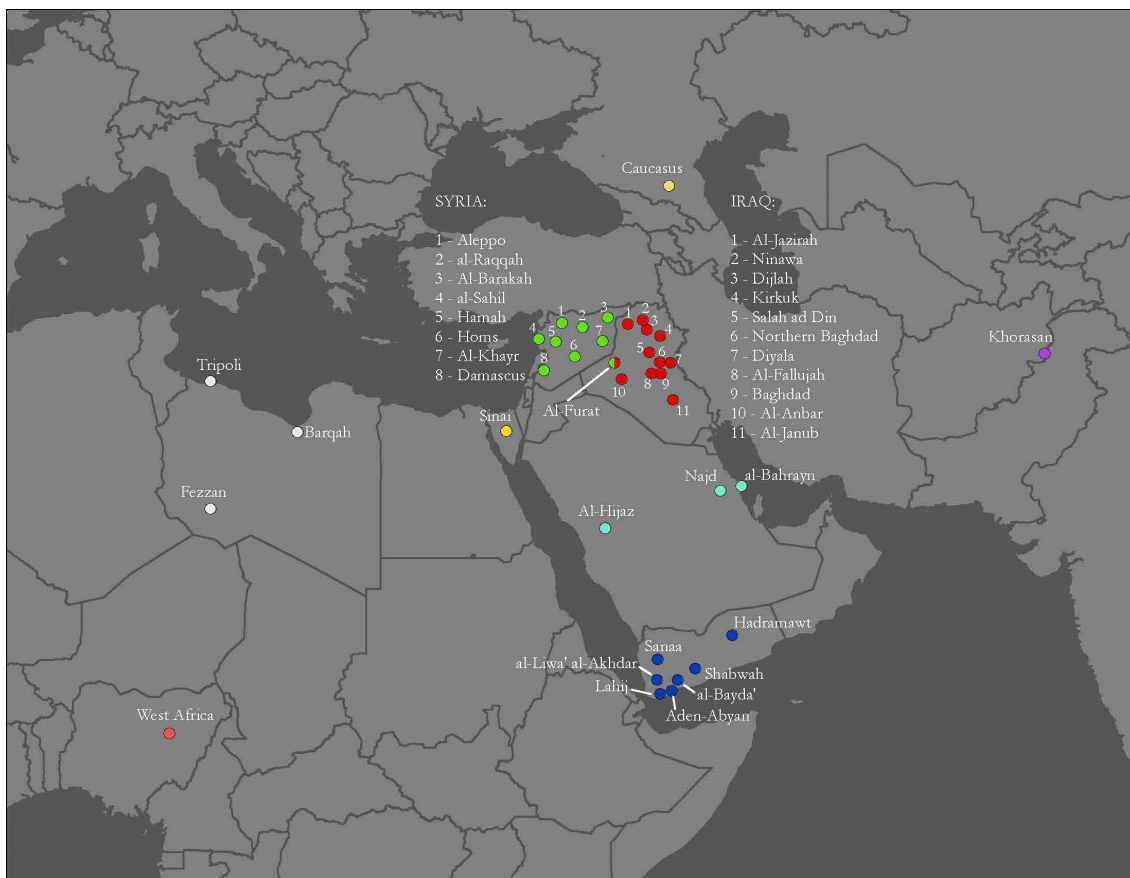 Caucasus
SYRIA:
1 - Aleppo
2 - al-Raqqah
3 - Al-Barakah
4 - al-Sahil
5 - Hamah
6 - Homs
7 - Al-Khayr
8 - Damascus
IRAQ:
1 - Al-Jazirah
2 - Ninawa
3 - Dijlah
4 - Kirkuk
5 - Salah ad Din
6 - Northern Baghdad
7 - Diyala
8 - Al-Fallujah
9 - Baghdad
10 - Al-Anbar
11 - Al-Janub
1
2
3
4
5
6
7
8
1
2
3
4
5
6
7
8
9
10
11
Khorasan
Tripoli
Al-Furat
Sinai
Barqah
Najd
al-Bahrayn
Fezzan
Al-Hijaz
Hadramawt
Sanaa
al-Liwa' al-Akhdar
Shabwah
Lahij
al-Bayda'
Aden-Abyan
West Africa